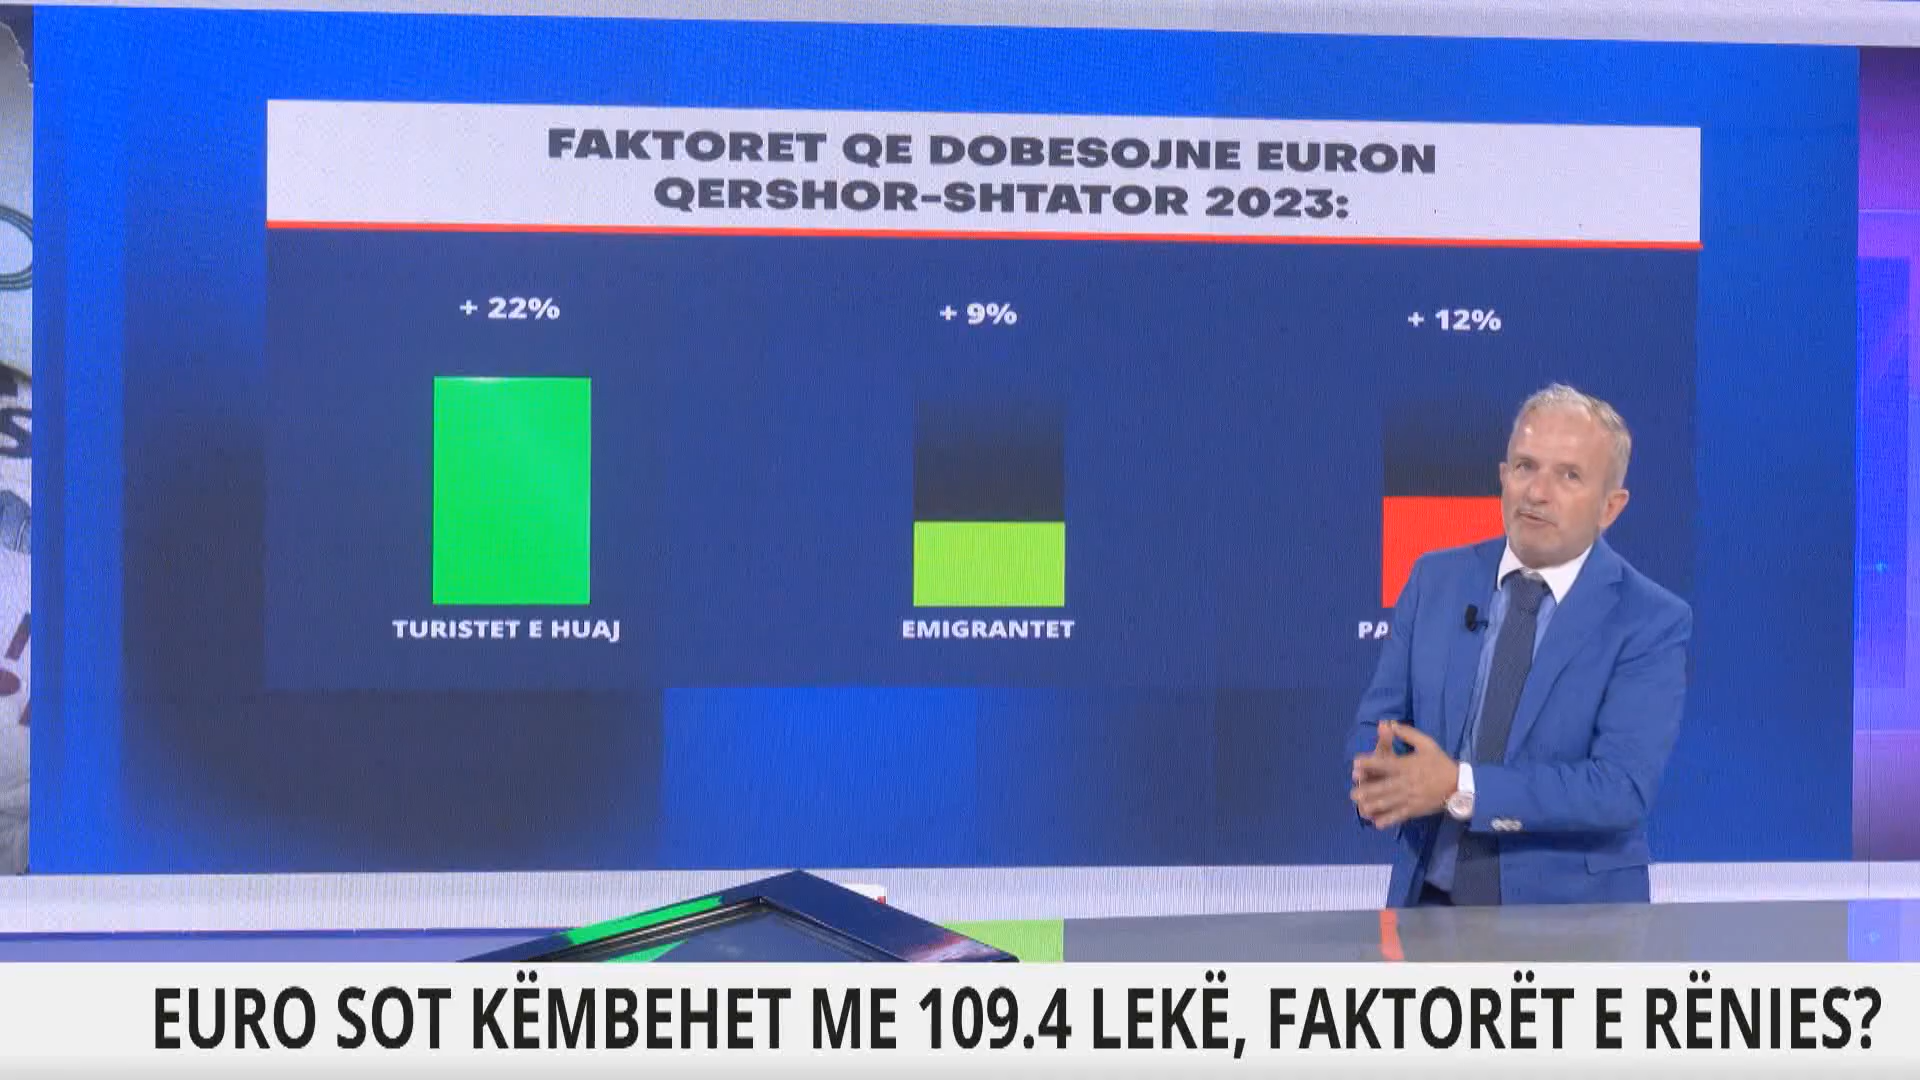 FAKTORET QE DOBESOJNE EURON
QERSHOR-SHTATOR 2023:
+ 22%
+ 9%
+ 12%
TURISTET E HUAJ
EMIGRANTET
EURO SOT KËMBEHET ME 109.4 LEKË, FAKTORËT E RËNIES?